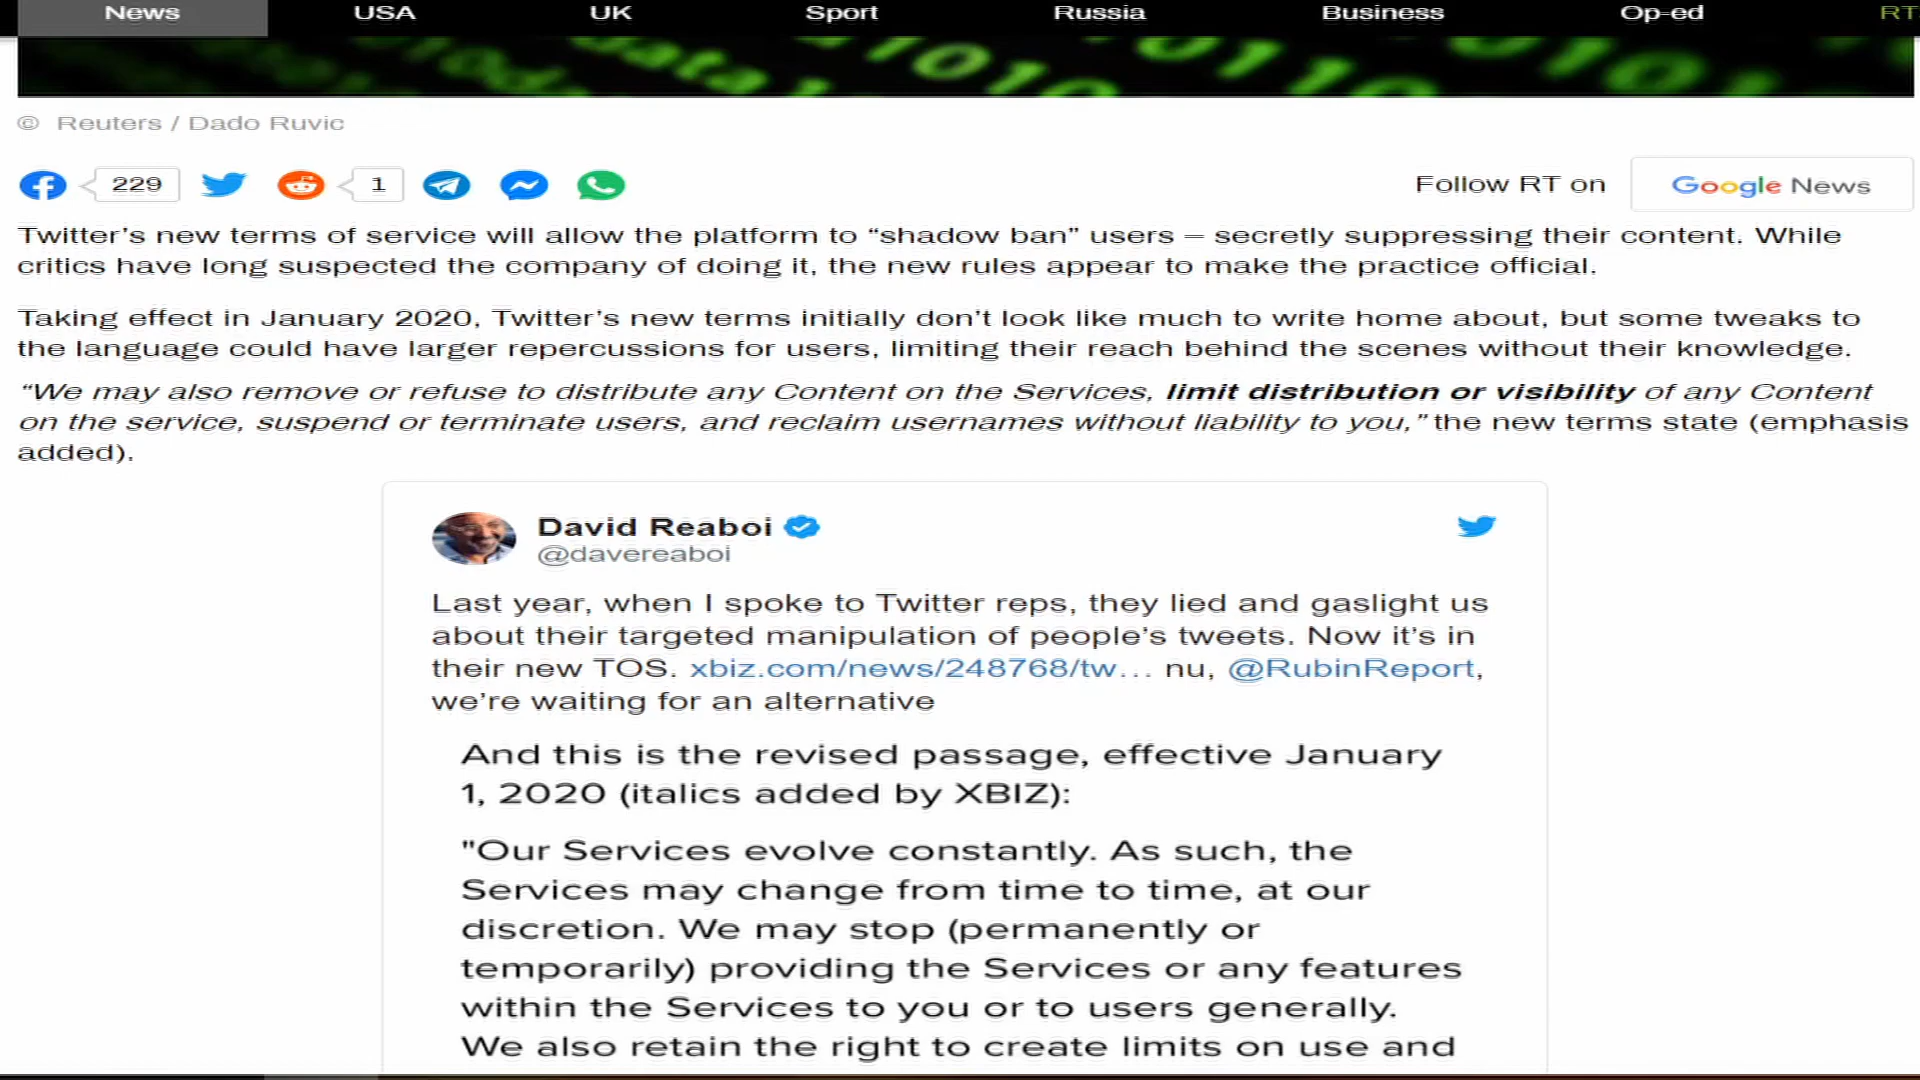 News USA UK Sport Russia Business Op-ed RT
data 1010 0110 0101
© Reuters / Dado Ruvic
229 1 Follow RT on Google News
Twitter’s new terms of service will allow the platform to “shadow ban” users – secretly suppressing their content. While
critics have long suspected the company of doing it, the new rules appear to make the practice official.
Taking effect in January 2020, Twitter’s new terms initially don’t look like much to write home about, but some tweaks to
the language could have larger repercussions for users, limiting their reach behind the scenes without their knowledge.
“We may also remove or refuse to distribute any Content on the Services, limit distribution or visibility of any Content
on the service, suspend or terminate users, and reclaim usernames without liability to you,” the new terms state (emphasis
added).
David Reaboi
@davereaboi
Last year, when I spoke to Twitter reps, they lied and gaslight us
about their targeted manipulation of people’s tweets. Now it’s in
their new TOS. xbiz.com/news/248768/tw… nu, @RubinReport,
we’re waiting for an alternative
And this is the revised passage, effective January
1, 2020 (italics added by XBIZ):
"Our Services evolve constantly. As such, the
Services may change from time to time, at our
discretion. We may stop (permanently or
temporarily) providing the Services or any features
within the Services to you or to users generally.
We also retain the right to create limits on use and